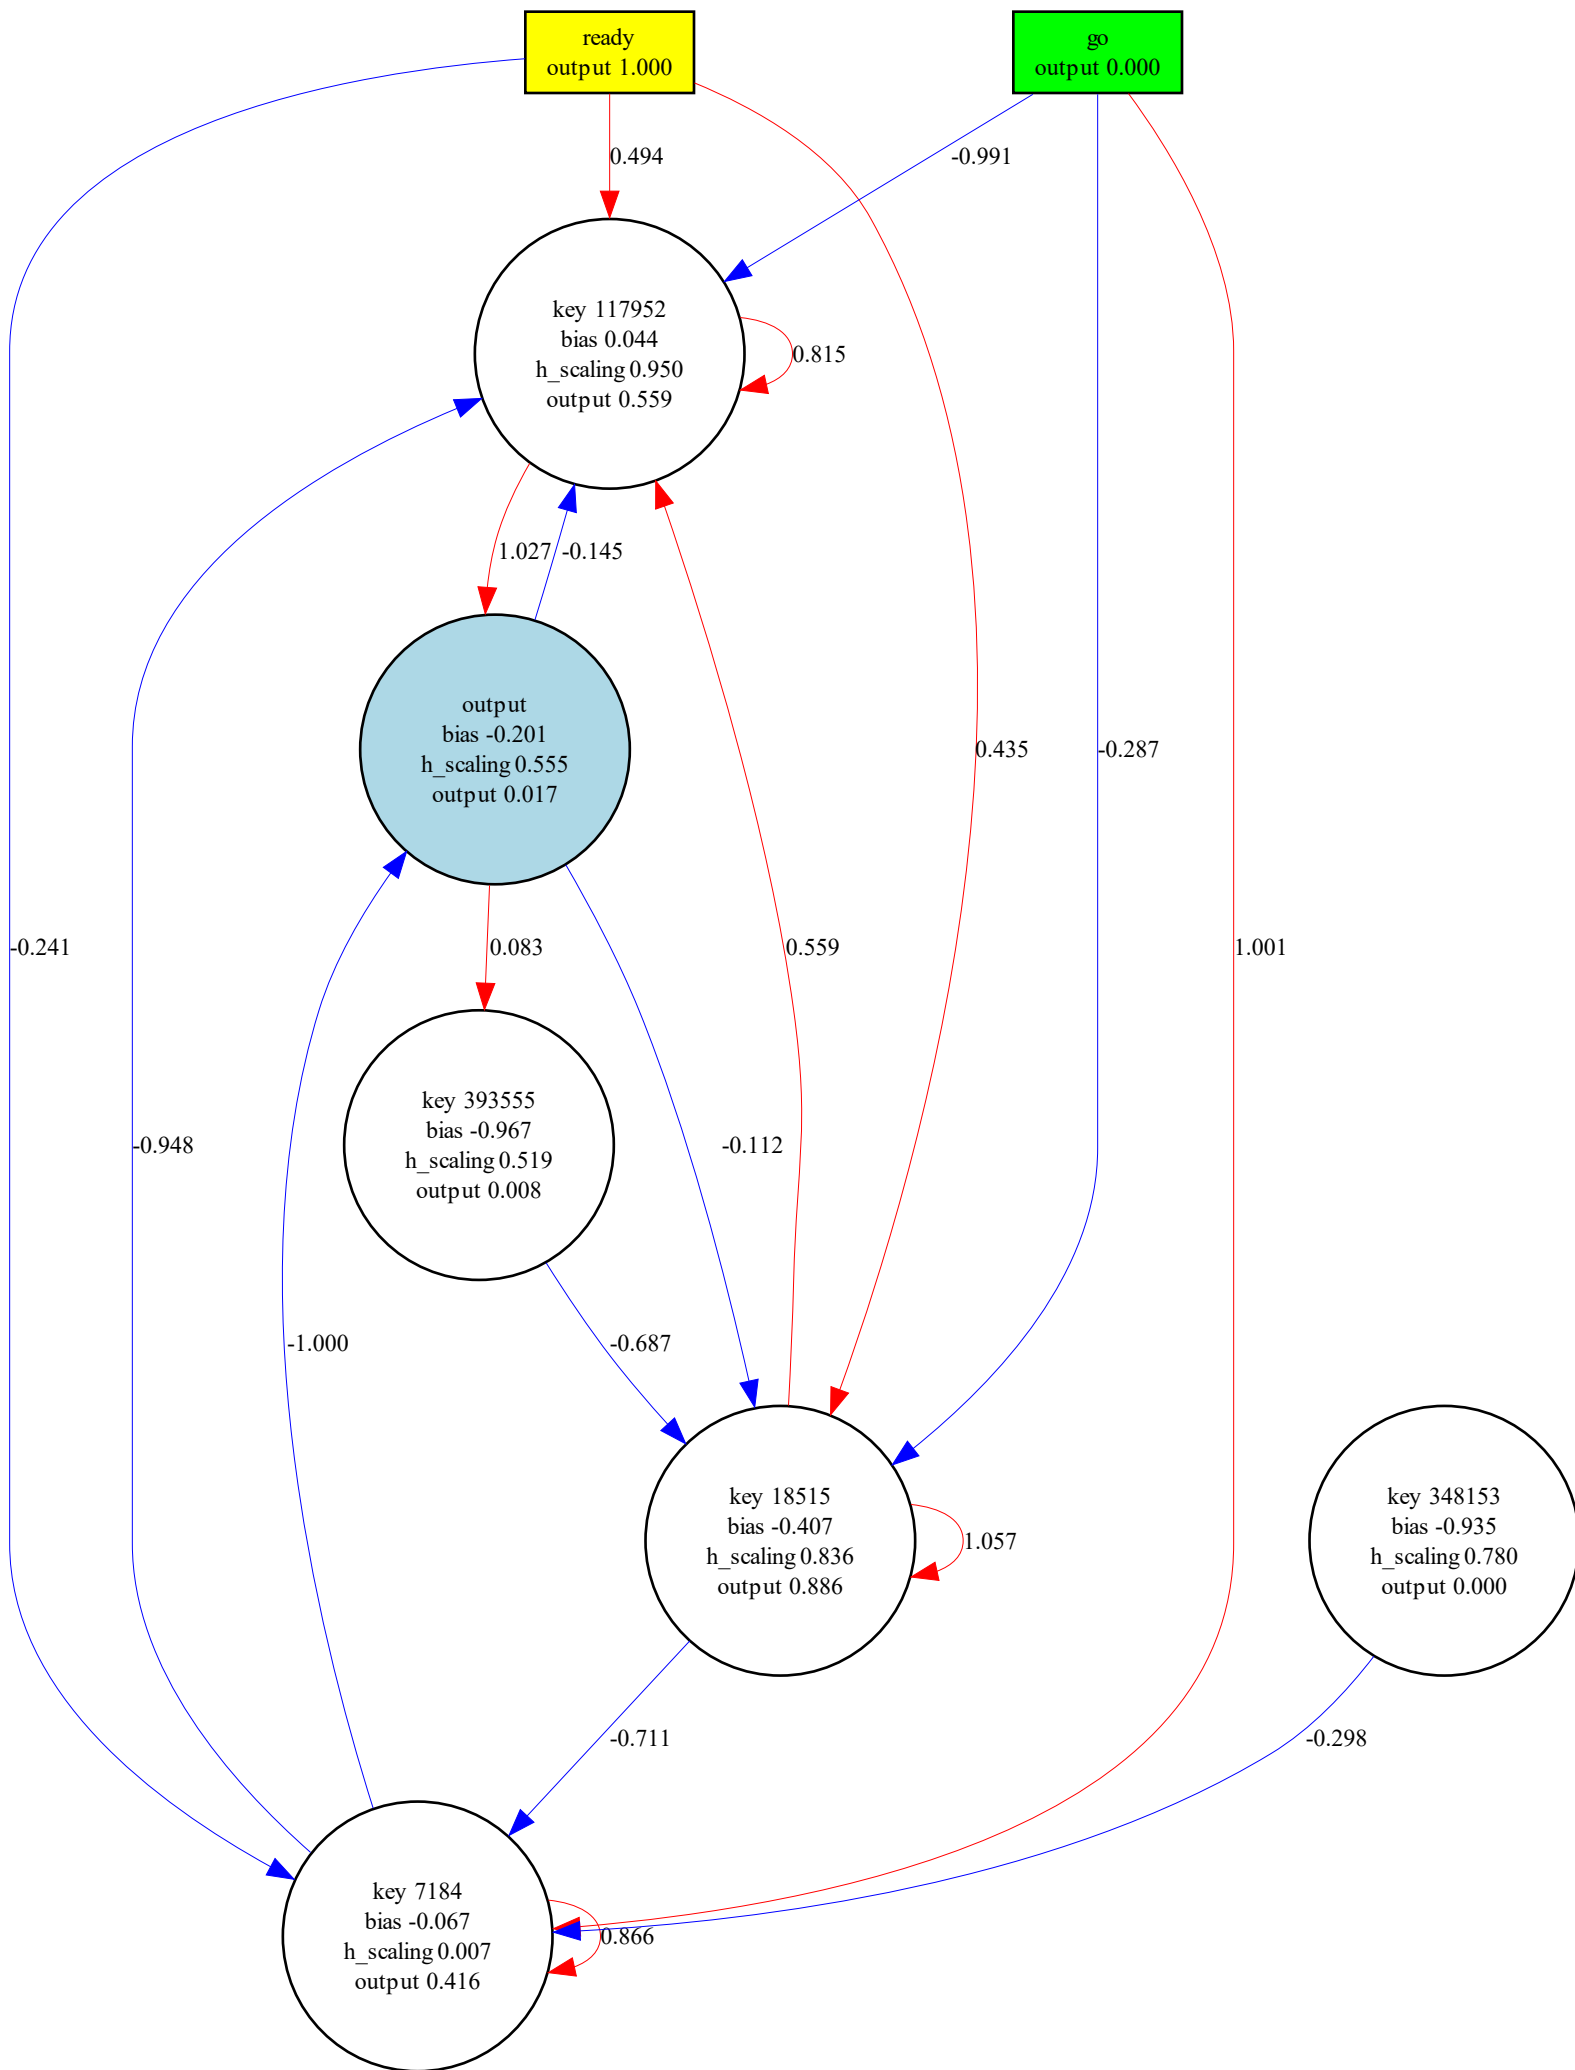 ready
output 1.000
go
output 0.000
0.494
-0.991
key 117952
bias 0.044
h_scaling 0.950
output 0.559
0.815
1.027
-0.145
output
bias -0.201
h_scaling 0.555
output 0.017
0.435
-0.287
-0.241
0.083
0.559
1.001
key 393555
bias -0.967
h_scaling 0.519
output 0.008
-0.948
-0.112
-1.000
-0.687
key 18515
bias -0.407
h_scaling 0.836
output 0.886
1.057
key 348153
bias -0.935
h_scaling 0.780
output 0.000
-0.711
-0.298
key 7184
bias -0.067
h_scaling 0.007
output 0.416
0.866